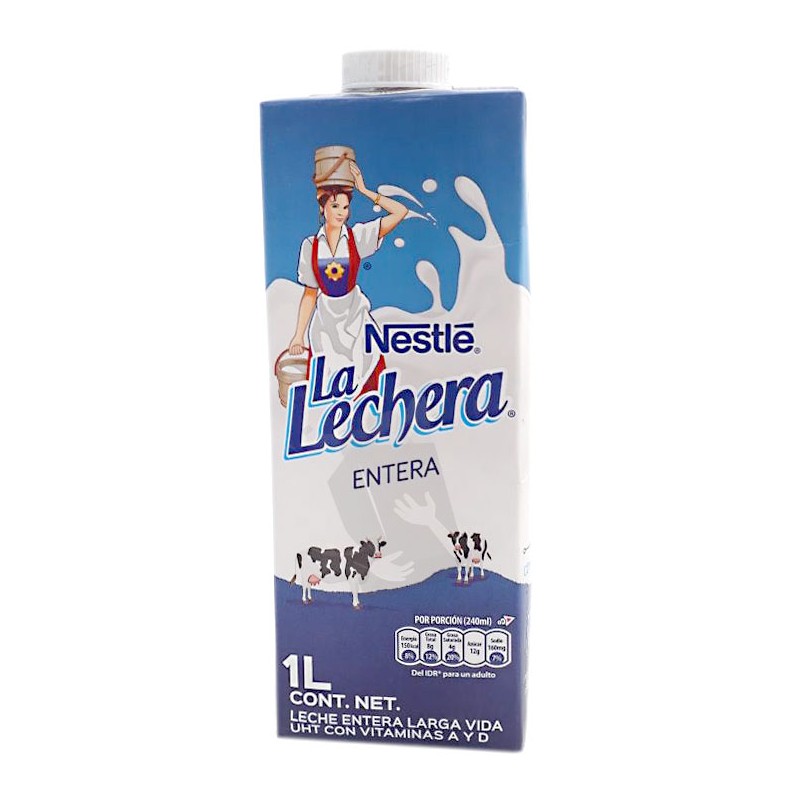 Nestlé®
La
Lechera®
ENTERA
POR PORCIÓN (240ml)
Energía 150kcal 8%
Grasa Total 8g 12%
Grasa Saturada 4g 20%
Azúcar 12g
Sodio 160mg 7%
Del IDR* para un adulto
1L
CONT. NET.
LECHE ENTERA LARGA VIDA
UHT CON VITAMINAS A Y D